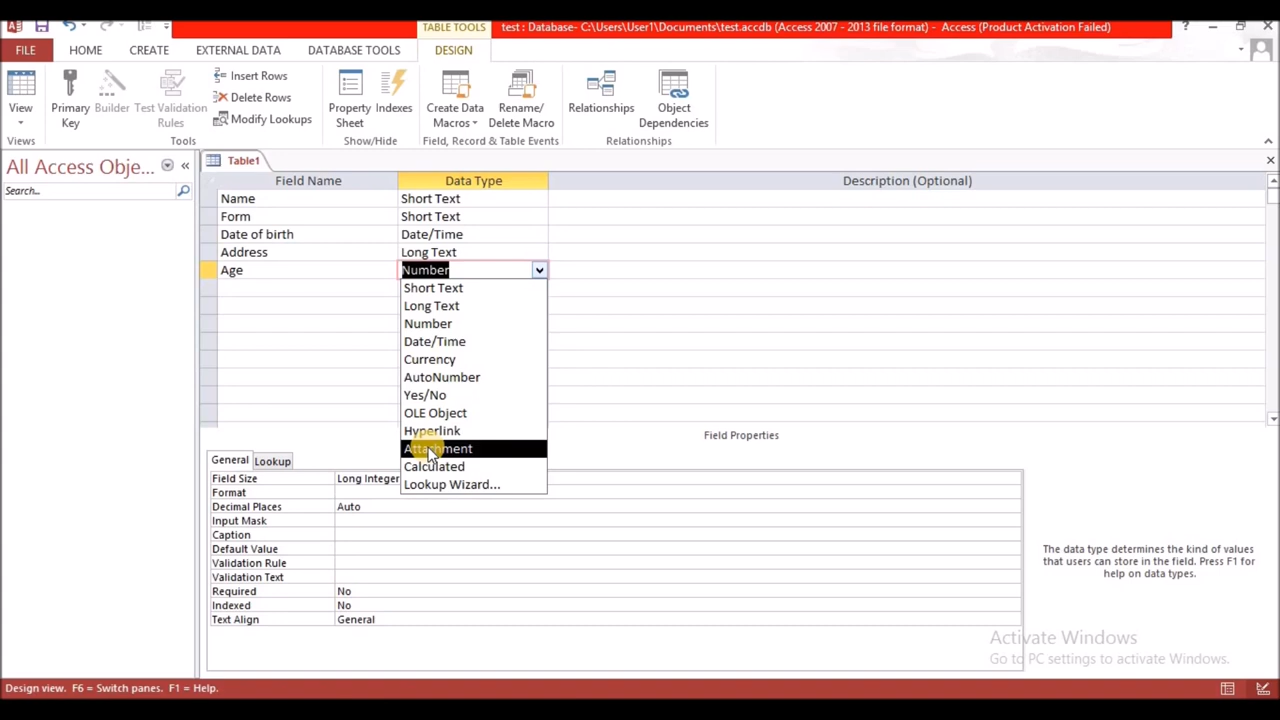 TABLE TOOLS
test : Database- C:\Users\User1\Documents\test.accdb (Access 2007 - 2013 file format) - Access (Product Activation Failed)
?
FILE HOME CREATE EXTERNAL DATA DATABASE TOOLS DESIGN
View
Primary Key
Builder
Test Validation Rules
Insert Rows
Delete Rows
Modify Lookups
Property Sheet
Indexes
Create Data Macros
Rename/ Delete Macro
Relationships
Object Dependencies
Views Tools Show/Hide Field, Record & Table Events Relationships
All Access Obje...
Search...
Table1
Field Name Data Type Description (Optional)
Name Short Text
Form Short Text
Date of birth Date/Time
Address Long Text
Age Number
Short Text
Long Text
Number
Date/Time
Currency
AutoNumber
Yes/No
OLE Object
Hyperlink
Attachment
Calculated
Lookup Wizard...
Field Properties
General Lookup
Field Size Long Integer
Format
Decimal Places Auto
Input Mask
Caption
Default Value
Validation Rule
Validation Text
Required No
Indexed No
Text Align General
The data type determines the kind of values
that users can store in the field. Press F1 for
help on data types.
Activate Windows
Go to PC settings to activate Windows.
Design view. F6 = Switch panes. F1 = Help.